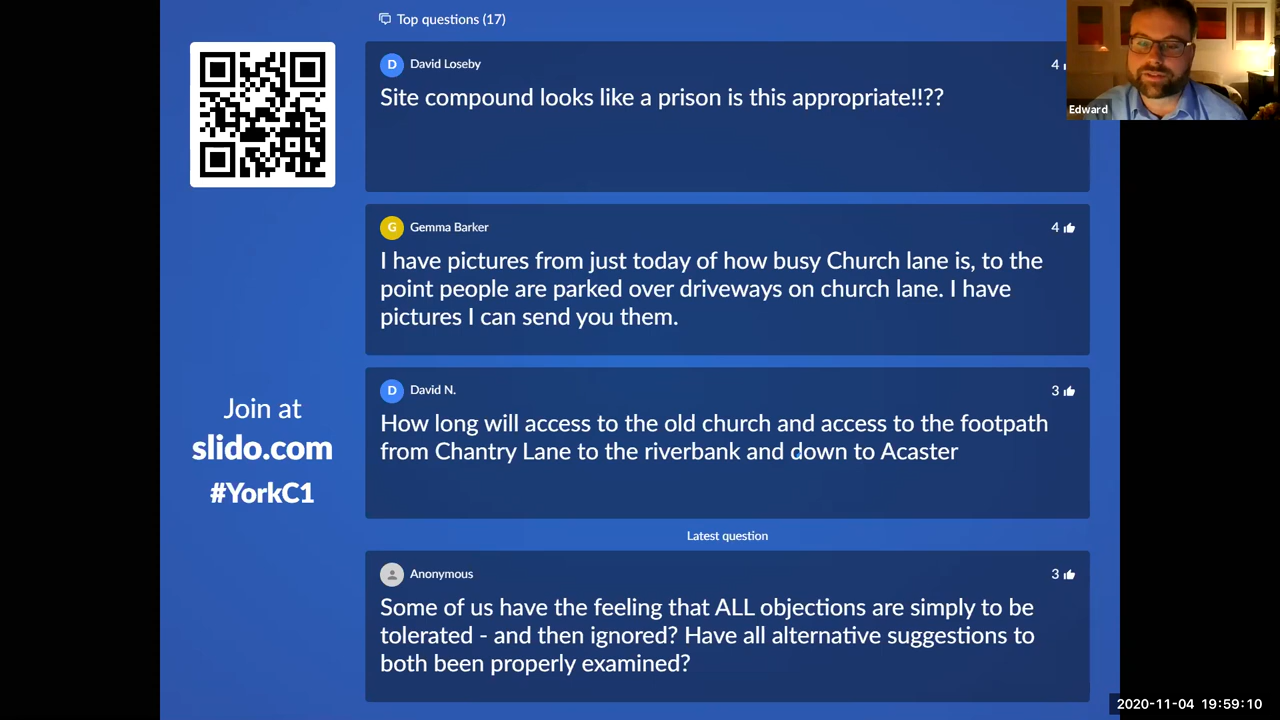 Top questions (17)
D David Loseby 4
Site compound looks like a prison is this appropriate!!??
Edward
G Gemma Barker 4
I have pictures from just today of how busy Church lane is, to the
point people are parked over driveways on church lane. I have
pictures I can send you them.
D David N. 3
How long will access to the old church and access to the footpath
from Chantry Lane to the riverbank and down to Acaster
Join at
slido.com
#YorkC1
Latest question
Anonymous 3
Some of us have the feeling that ALL objections are simply to be
tolerated - and then ignored? Have all alternative suggestions to
both been properly examined?
2020-11-04 19:59:10